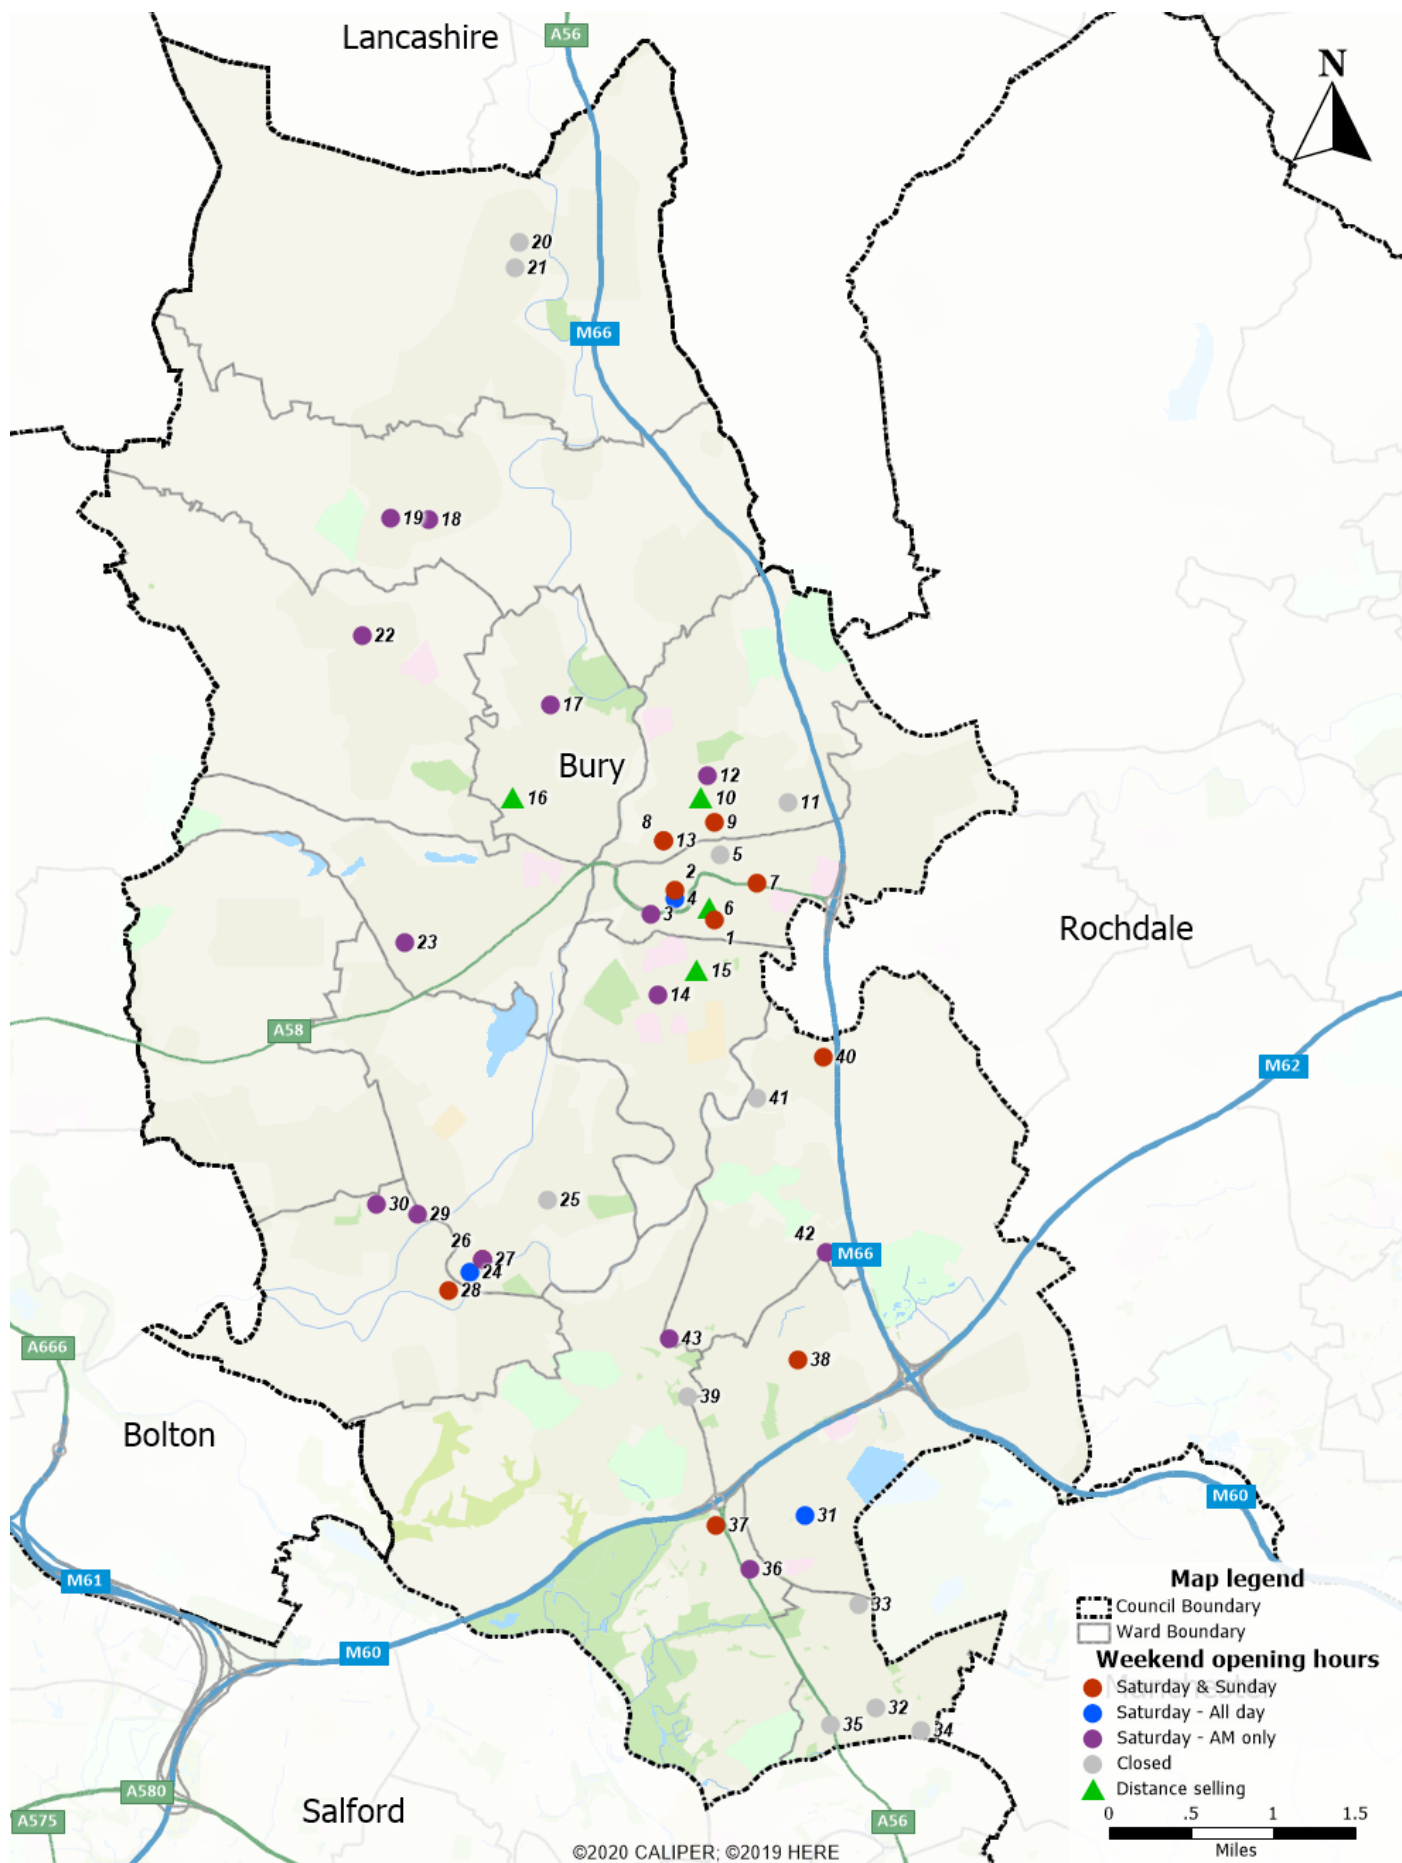 Lancashire
A56
N
20
21
M66
19
18
22
17
Bury
12
16
10
11
8
9
13
5
2
7
4
6
3
1
Rochdale
23
15
14
A58
40
M62
41
25
30
29
26
42
M66
27
24
28
43
A666
38
39
Bolton
M60
31
37
M61
36
33
M60
32
35
34
A580
Salford
A575
A56
Map legend
Council Boundary
Ward Boundary
Weekend opening hours
Manchester
Saturday & Sunday
Saturday - All day
Saturday - AM only
Closed
Distance selling
0 .5 1 1.5
Miles
©2020 CALIPER; ©2019 HERE